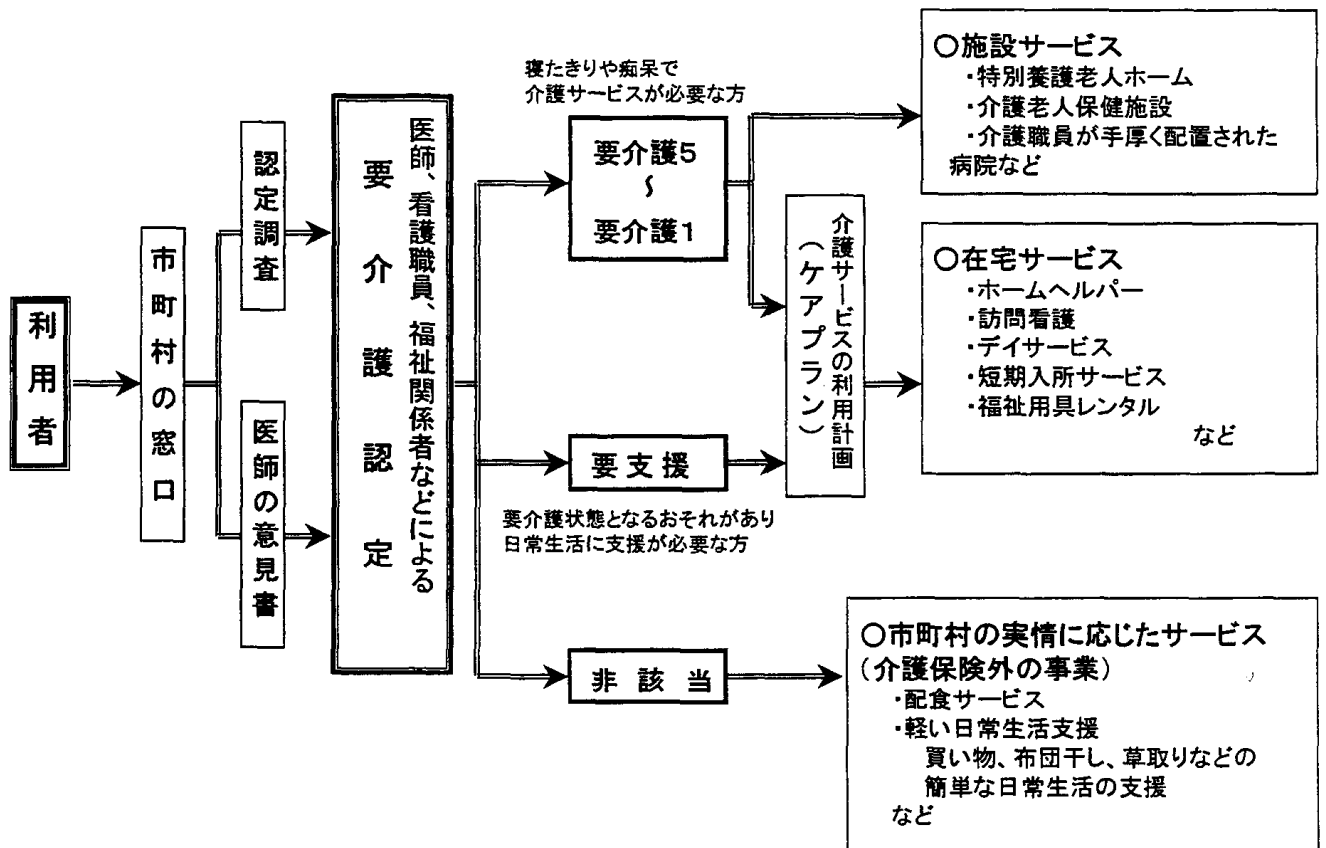 利用者
市町村の窓口
認定調査
医師の意見書
要介護認定
医師、看護職員、福祉関係者などによる
寝たきりや痴呆で
介護サービスが必要な方
要介護5
〜
要介護1
要支援
要介護状態となるおそれがあり
日常生活に支援が必要な方
非該当
介護サービスの利用計画
(ケアプラン)
○施設サービス
・特別養護老人ホーム
・介護老人保健施設
・介護職員が手厚く配置された
病院など
○在宅サービス
・ホームヘルパー
・訪問看護
・デイサービス
・短期入所サービス
・福祉用具レンタル
など
○市町村の実情に応じたサービス
(介護保険外の事業)
・配食サービス
・軽い日常生活支援
買い物、布団干し、草取りなどの
簡単な日常生活の支援
など